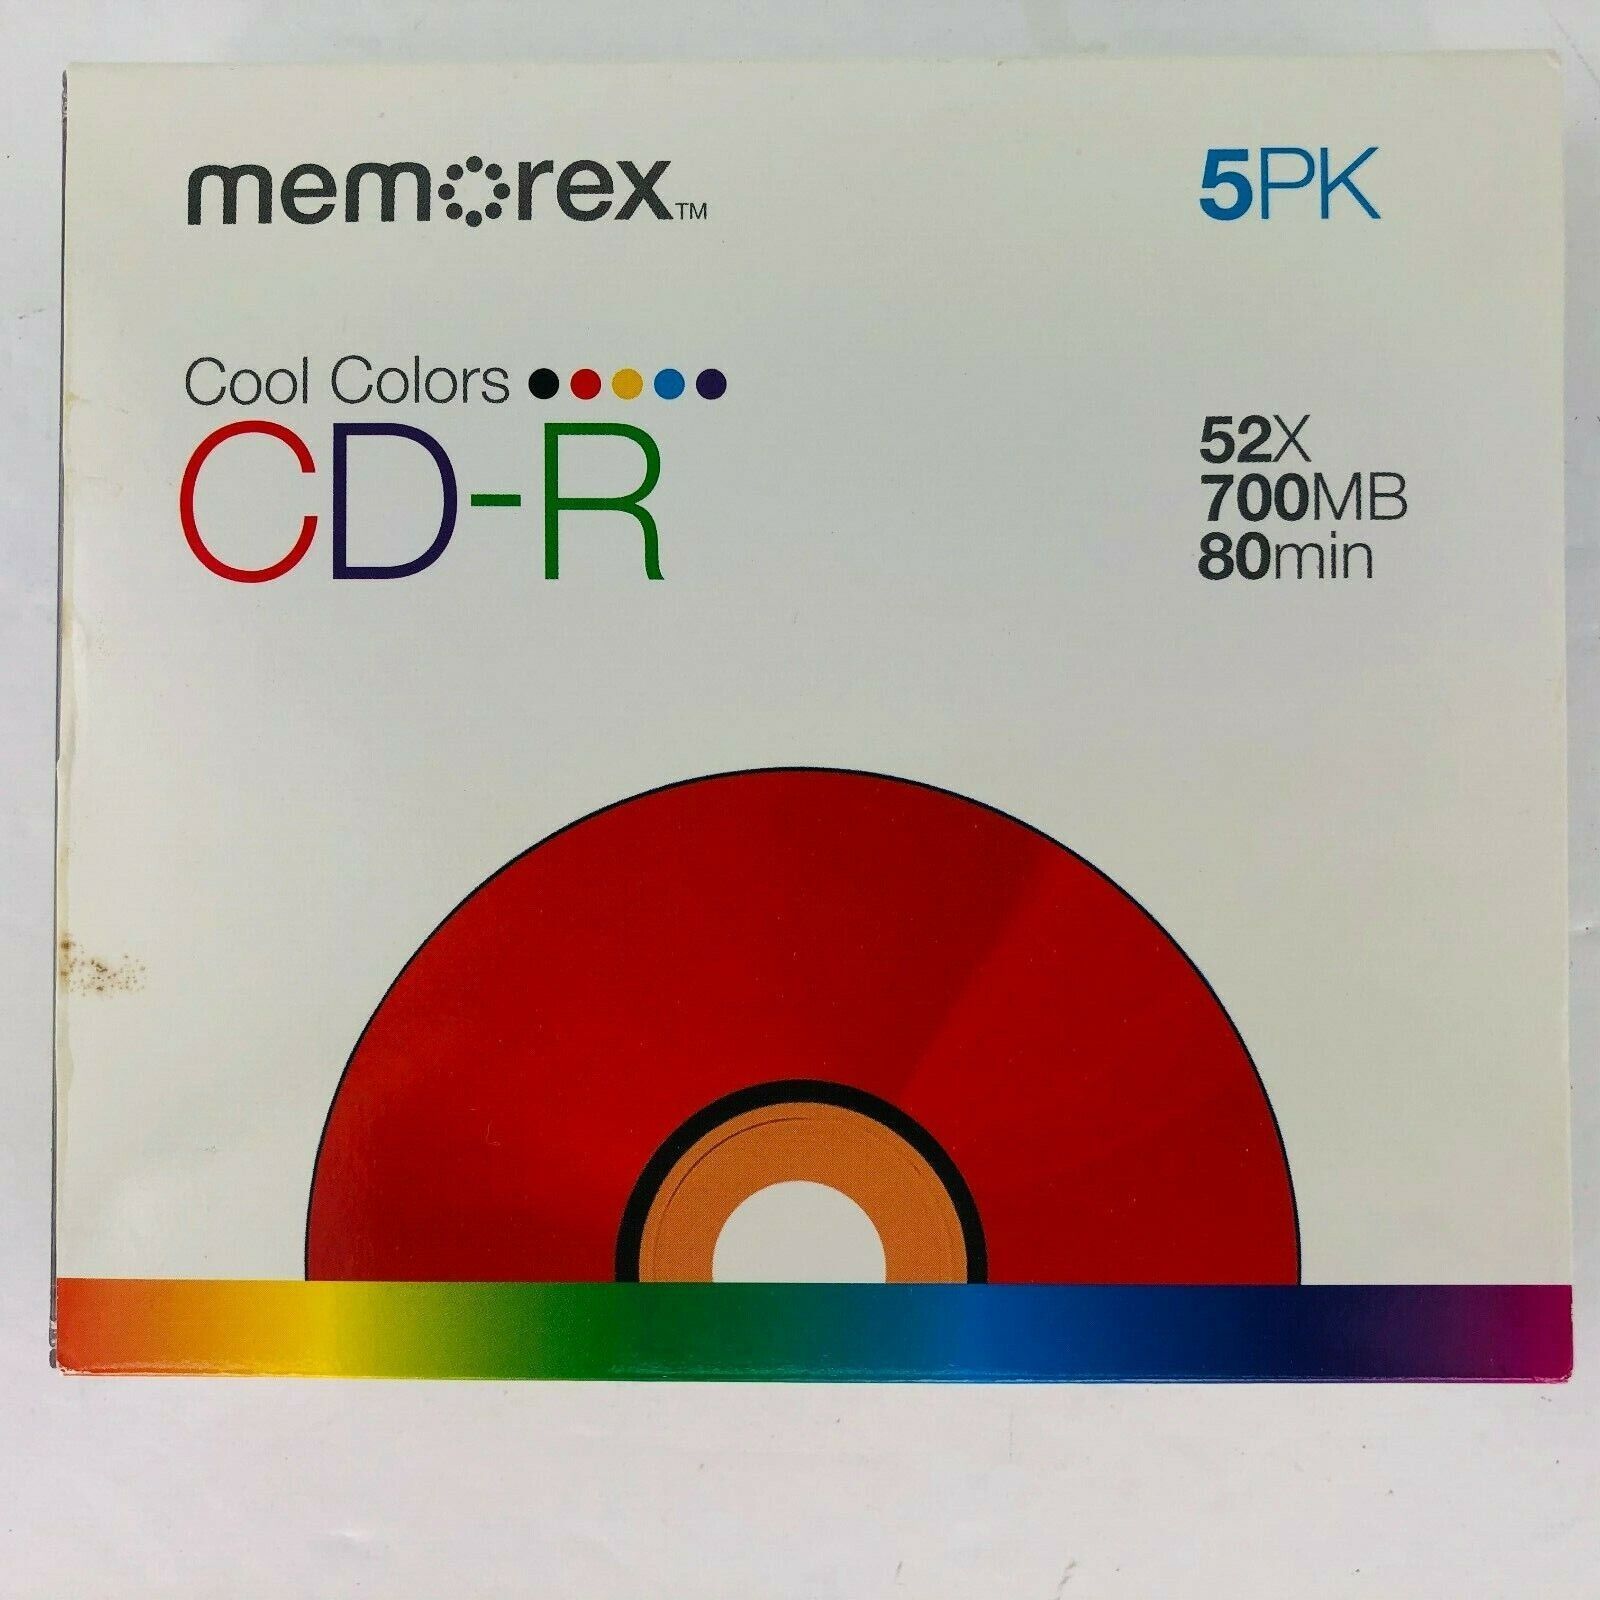 memorex™
5PK
Cool Colors
CD-R
52X
700MB
80min